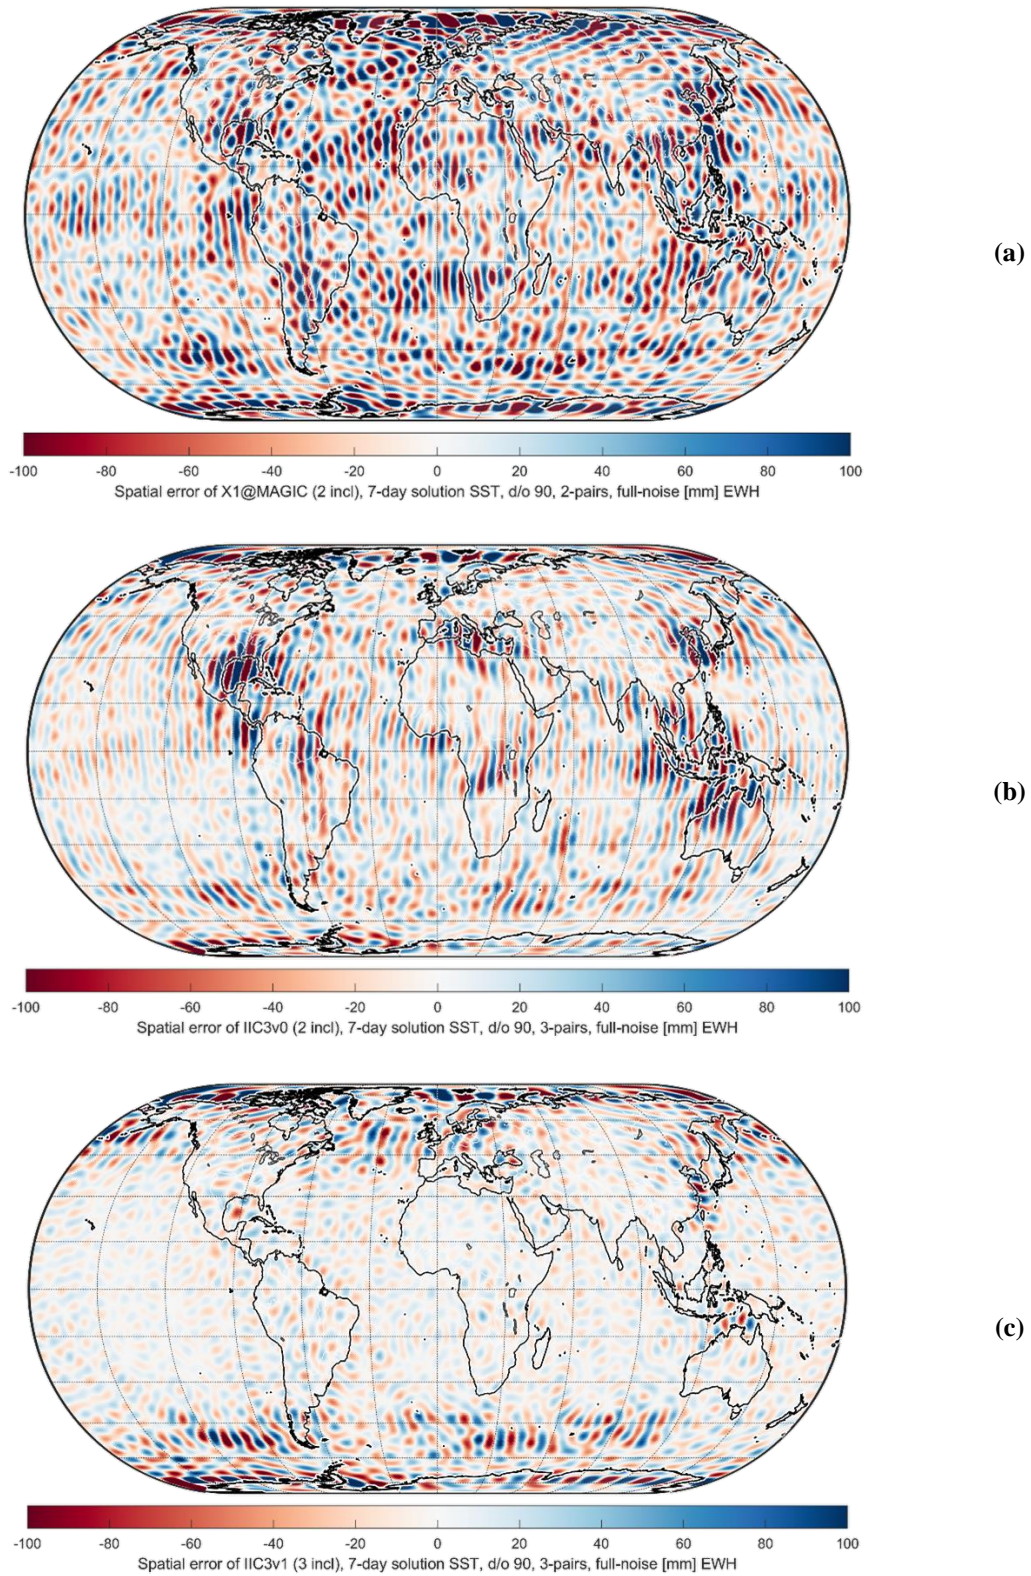 (a)
-100 -80 -60 -40 -20 0 20 40 60 80 100
Spatial error of X1@MAGIC (2 incl), 7-day solution SST, d/o 90, 2-pairs, full-noise [mm] EWH
(b)
-100 -80 -60 -40 -20 0 20 40 60 80 100
Spatial error of IIC3v0 (2 incl), 7-day solution SST, d/o 90, 3-pairs, full-noise [mm] EWH
(c)
-100 -80 -60 -40 -20 0 20 40 60 80 100
Spatial error of IIC3v1 (3 incl), 7-day solution SST, d/o 90, 3-pairs, full-noise [mm] EWH